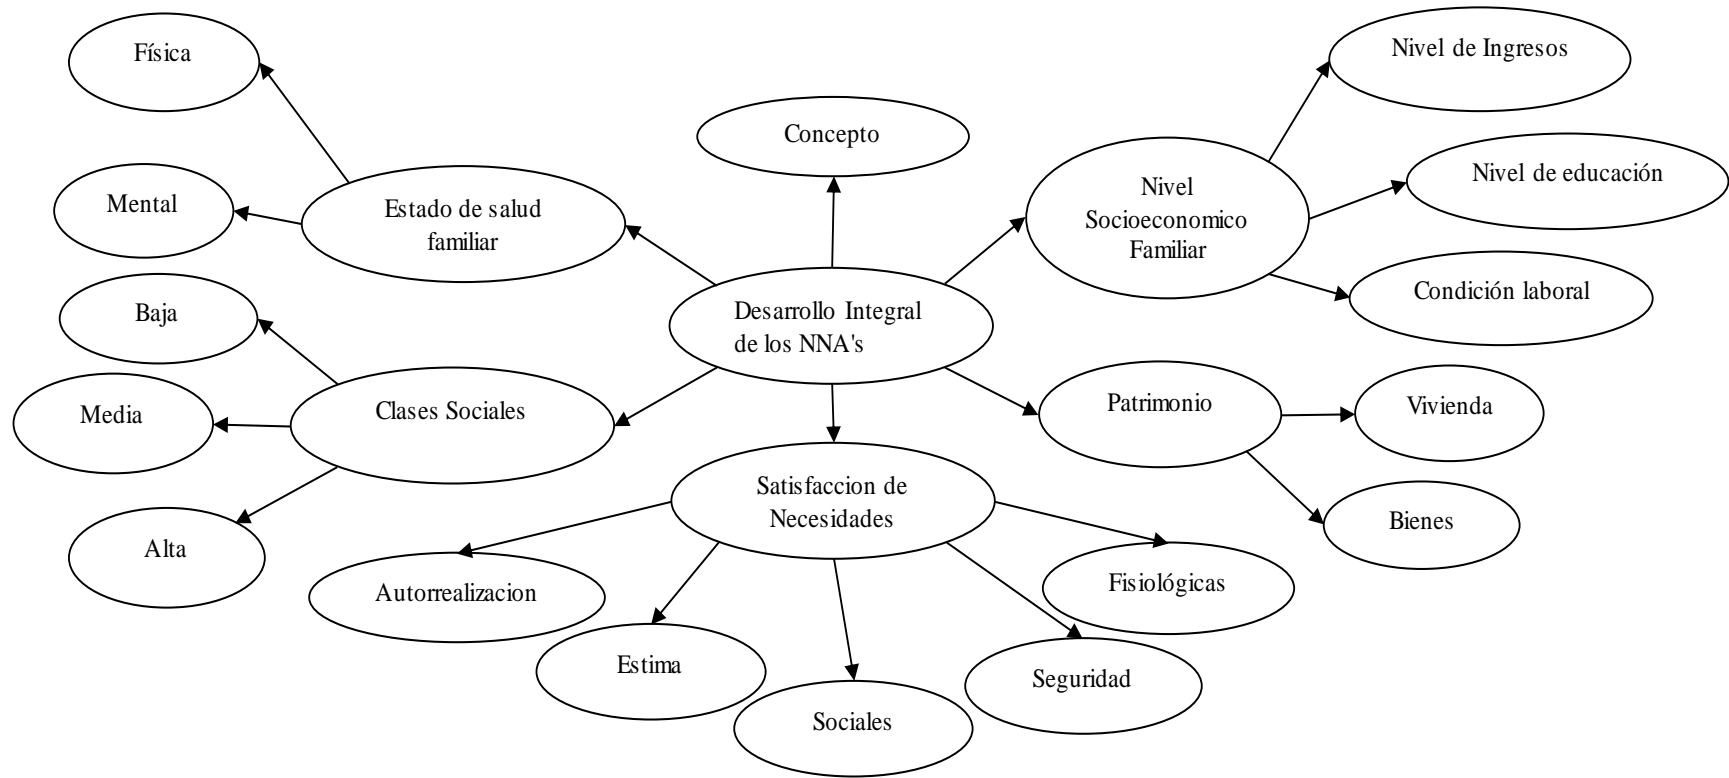 Física
Mental
Estado de salud
familiar
Concepto
Nivel
Socioeconomico
Familiar
Nivel de Ingresos
Nivel de educación
Condición laboral
Desarrollo Integral
de los NNA's
Baja
Media
Alta
Clases Sociales
Patrimonio
Vivienda
Bienes
Satisfaccion de
Necesidades
Autorrealizacion
Estima
Sociales
Seguridad
Fisiológicas